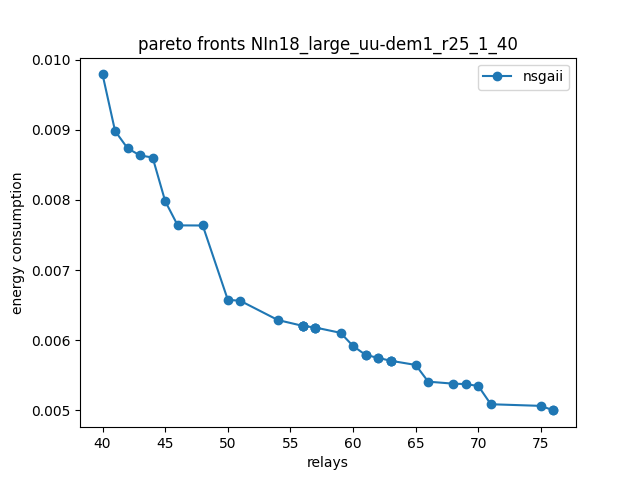 pareto fronts NIn18_large_uu-dem1_r25_1_40
nsgaii
0.010
0.009
0.008
0.007
0.006
0.005
energy consumption
40 45 50 55 60 65 70 75
relays